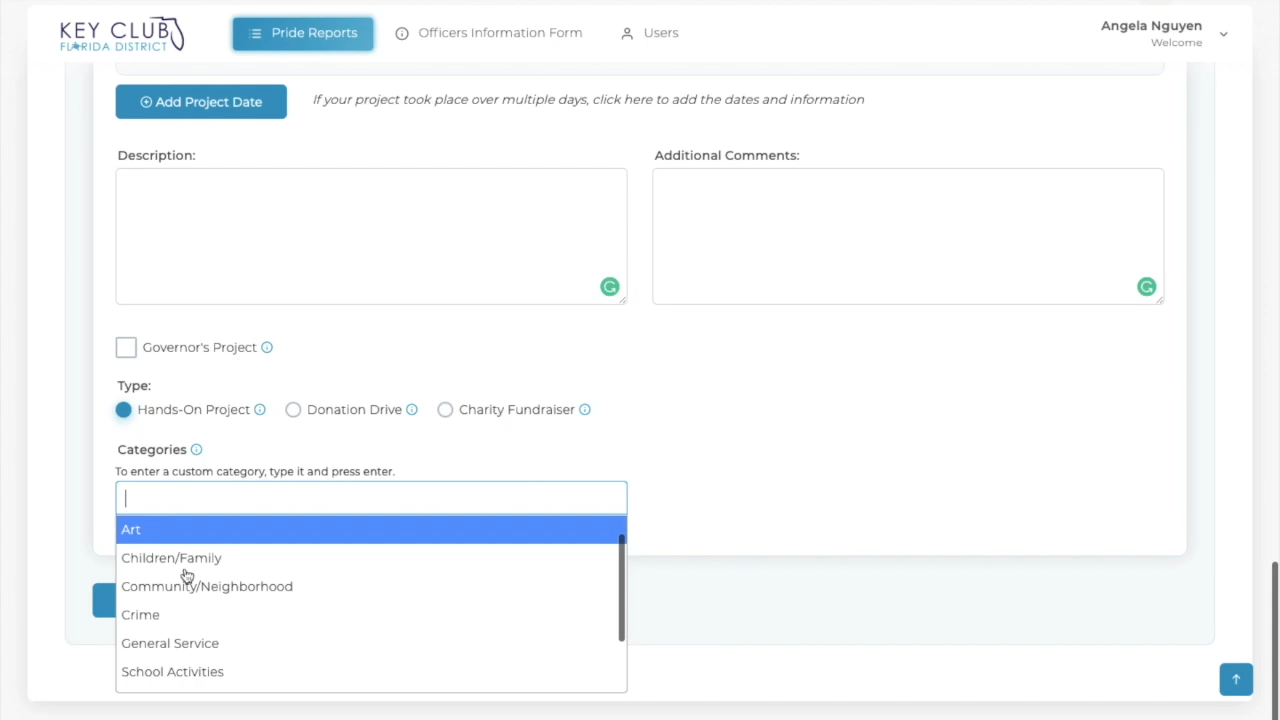 KEY CLUB
FLORIDA DISTRICT
Pride Reports
Officers Information Form
Users
Angela Nguyen
Welcome
Add Project Date
If your project took place over multiple days, click here to add the dates and information
Description:
Additional Comments:
Governor's Project
Type:
Hands-On Project
Donation Drive
Charity Fundraiser
Categories
To enter a custom category, type it and press enter.
Art
Children/Family
Community/Neighborhood
Crime
General Service
School Activities